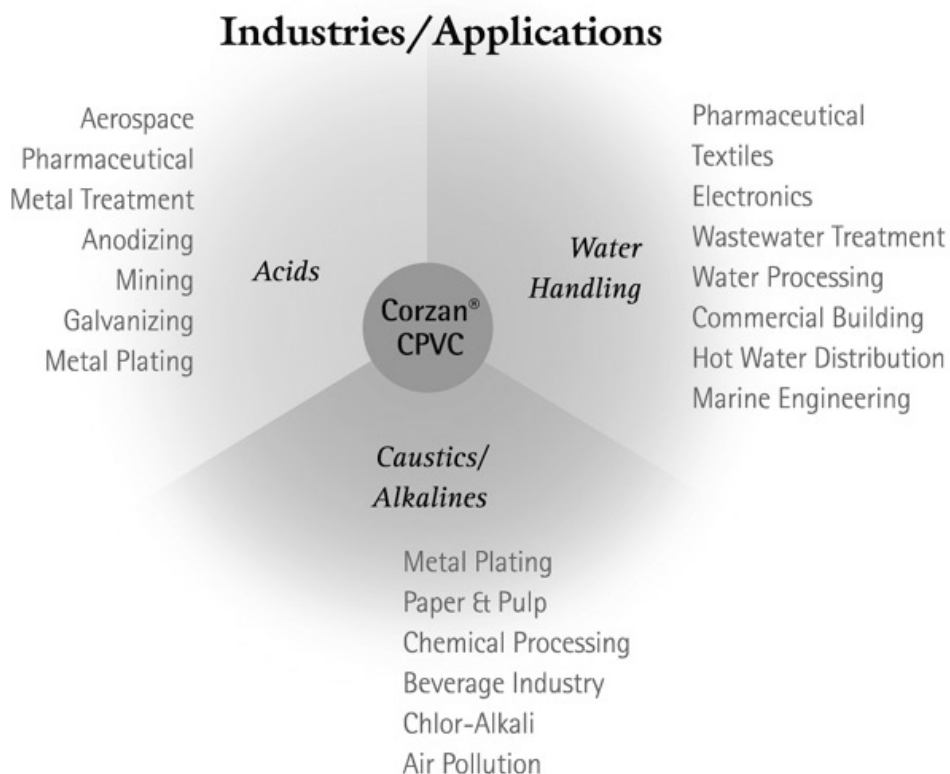 Industries/Applications
Aerospace
Pharmaceutical
Metal Treatment
Anodizing
Mining
Galvanizing
Metal Plating
Acids
Corzan®
CPVC
Water
Handling
Pharmaceutical
Textiles
Electronics
Wastewater Treatment
Water Processing
Commercial Building
Hot Water Distribution
Marine Engineering
Caustics/
Alkalines
Metal Plating
Paper & Pulp
Chemical Processing
Beverage Industry
Chlor-Alkali
Air Pollution